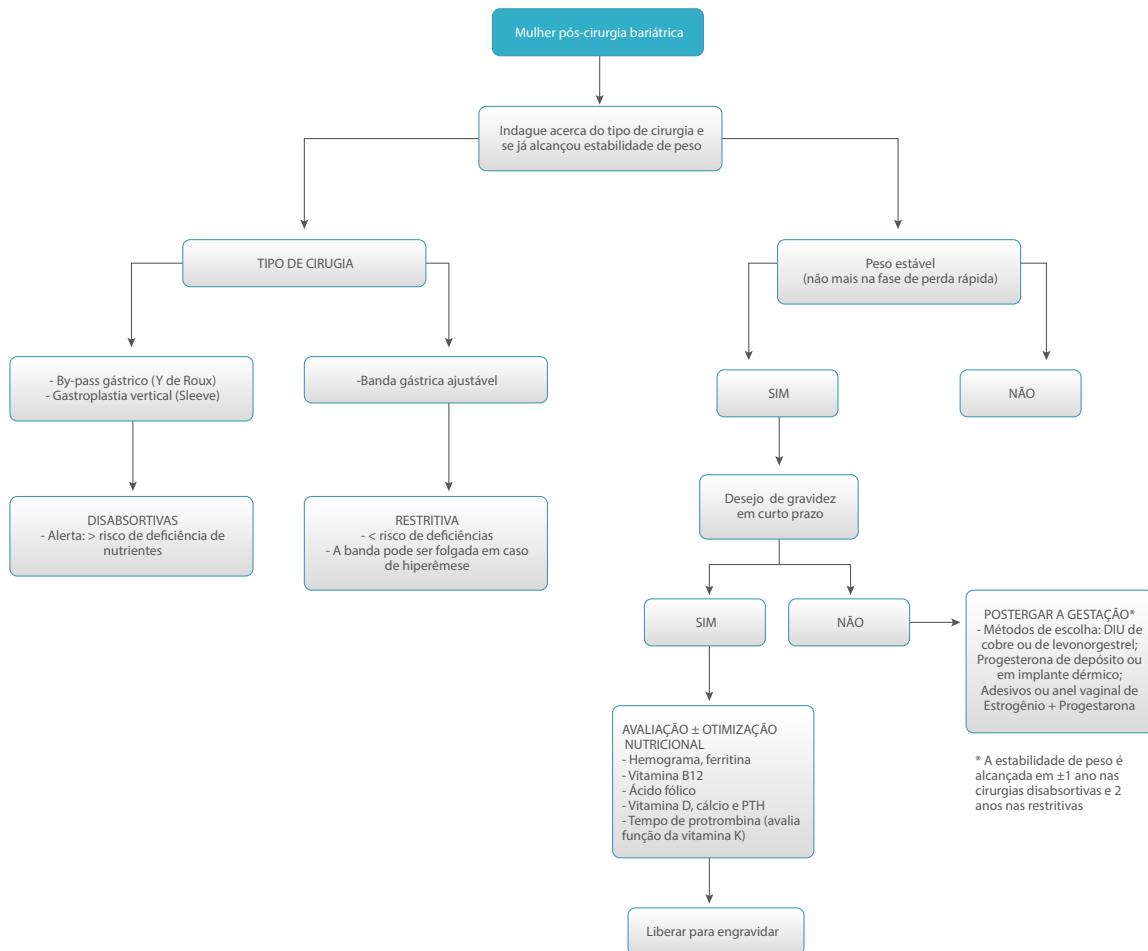 Mulher pós-cirurgia bariátrica
Indague acerca do tipo de cirurgia e
se já alcançou estabilidade de peso
TIPO DE CIRUGIA
Peso estável
(não mais na fase de perda rápida)
- By-pass gástrico (Y de Roux)
- Gastroplastia vertical (Sleeve)
-Banda gástrica ajustável
SIM
NÃO
DISABSORTIVAS
- Alerta: > risco de deficiência de
nutrientes
RESTRITIVA
- < risco de deficiências
- A banda pode ser folgada em caso
de hiperêmese
Desejo de gravidez
em curto prazo
SIM
NÃO
POSTERGAR A GESTAÇÃO*
- Métodos de escolha: DIU de
cobre ou de levonorgestrel;
Progesterona de depósito ou
em implante dérmico;
Adesivos ou anel vaginal de
Estrogênio + Progestarona
AVALIAÇÃO ± OTIMIZAÇÃO
NUTRICIONAL
- Hemograma, ferritina
- Vitamina B12
- Ácido fólico
- Vitamina D, cálcio e PTH
- Tempo de protrombina (avalia
função da vitamina K)
* A estabilidade de peso é
alcançada em ±1 ano nas
cirurgias disabsortivas e 2
anos nas restritivas
Liberar para engravidar